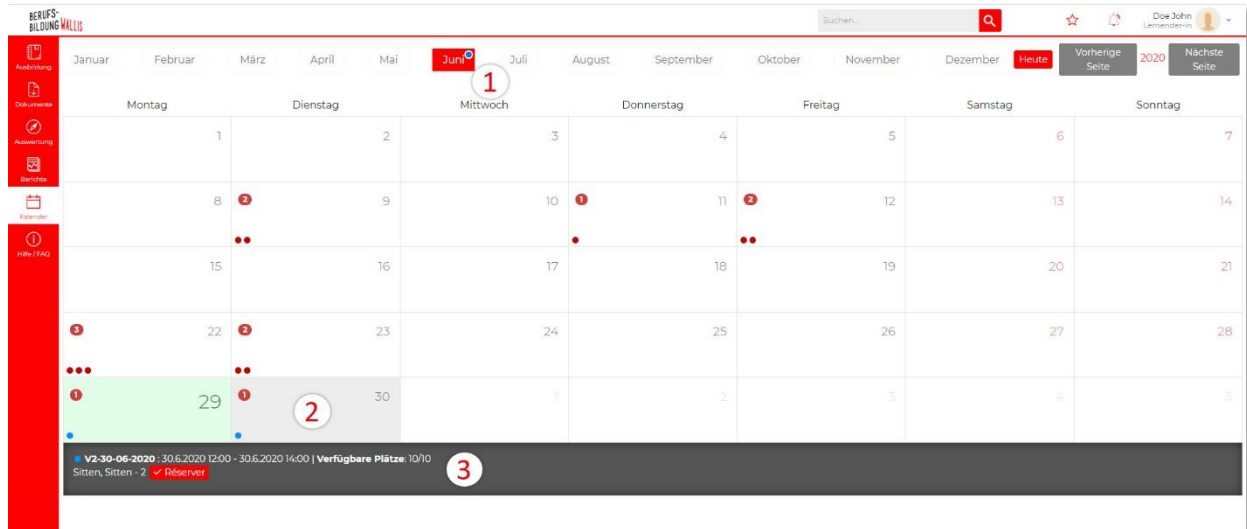 BERUFS-
BILDUNG WALLIS
Suchen...
Doe John
Lernender-in
Ausbildung
Dokumente
Auswertung
Berichte
Kalender
Hilfe / FAQ
Januar Februar März April Mai Juni Juli August September Oktober November Dezember Heute Vorherige Seite 2020 Nächste Seite
1
Montag Dienstag Mittwoch Donnerstag Freitag Samstag Sonntag
1 2 3 4 5 6 7
8 2 9 10 1 11 2 12 13 14
15 16 17 18 19 20 21
3 22 2 23 24 25 26 27 28
1 29 1 30 1 2 3 4 5
2
V2-30-06-2020 : 30.6.2020 12:00 - 30.6.2020 14:00 | Verfügbare Plätze: 10/10
Sitten, Sitten - 2 ✓ Réserver
3